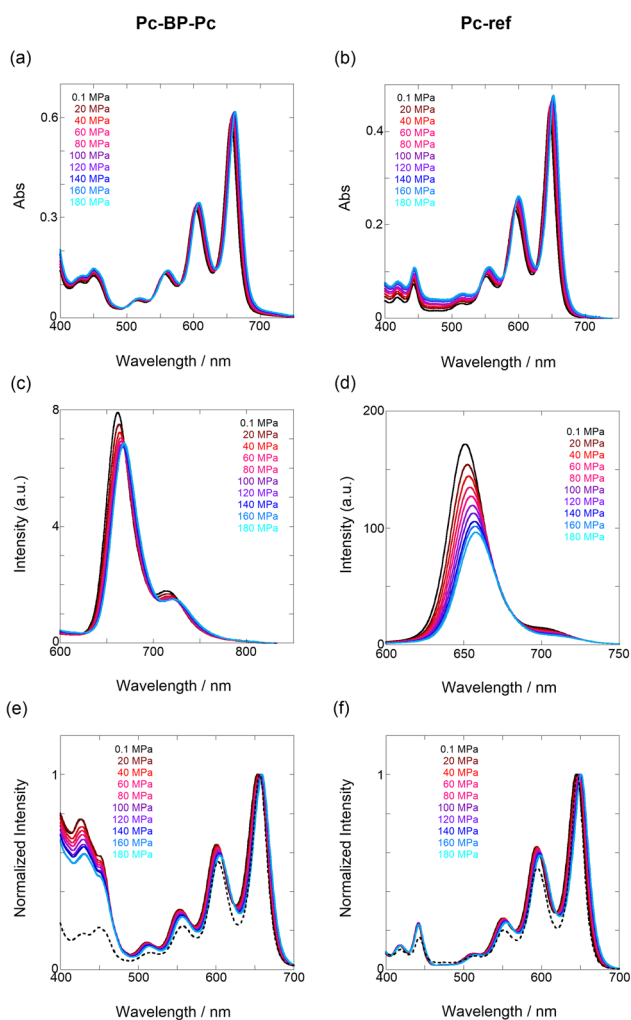 Pc-BP-Pc
Pc-ref
(a)
0.6
0.3
0
Abs
0.1 MPa
20 MPa
40 MPa
60 MPa
80 MPa
100 MPa
120 MPa
140 MPa
160 MPa
180 MPa
400
500
600
700
Wavelength / nm
(b)
0.4
0.2
0
Abs
0.1 MPa
20 MPa
40 MPa
60 MPa
80 MPa
100 MPa
120 MPa
140 MPa
160 MPa
180 MPa
400
500
600
700
Wavelength / nm
(c)
8
4
0
Intensity (a.u.)
0.1 MPa
20 MPa
40 MPa
60 MPa
80 MPa
100 MPa
120 MPa
140 MPa
160 MPa
180 MPa
600
700
800
Wavelength / nm
(d)
200
100
0
Intensity (a.u.)
0.1 MPa
20 MPa
40 MPa
60 MPa
80 MPa
100 MPa
120 MPa
140 MPa
160 MPa
180 MPa
600
650
700
750
Wavelength / nm
(e)
1
0
Normalized Intensity
0.1 MPa
20 MPa
40 MPa
60 MPa
80 MPa
100 MPa
120 MPa
140 MPa
160 MPa
180 MPa
400
500
600
700
Wavelength / nm
(f)
1
0
Normalized Intensity
0.1 MPa
20 MPa
40 MPa
60 MPa
80 MPa
100 MPa
120 MPa
140 MPa
160 MPa
180 MPa
400
500
600
700
Wavelength / nm